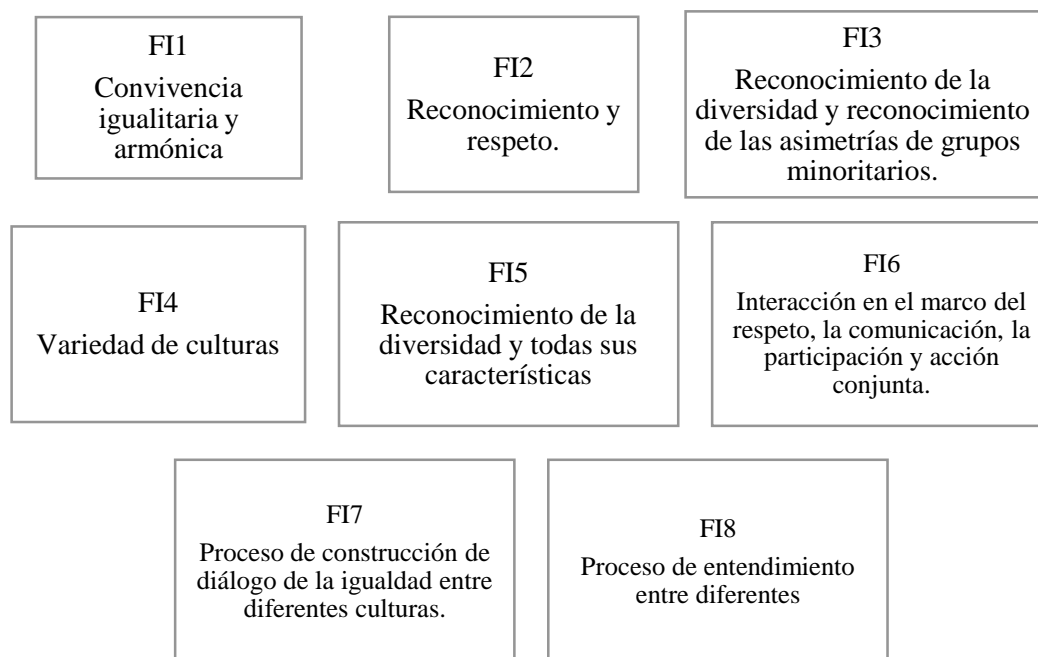 FI1
Convivencia
igualitaria y
armónica
FI2
Reconocimiento y
respeto.
FI3
Reconocimiento de la
diversidad y reconocimiento
de las asimetrías de grupos
minoritarios.
FI4
Variedad de culturas
FI5
Reconocimiento de la
diversidad y todas sus
características
FI6
Interacción en el marco del
respeto, la comunicación, la
participación y acción
conjunta.
FI7
Proceso de construcción de
diálogo de la igualdad entre
diferentes culturas.
FI8
Proceso de entendimiento
entre diferentes